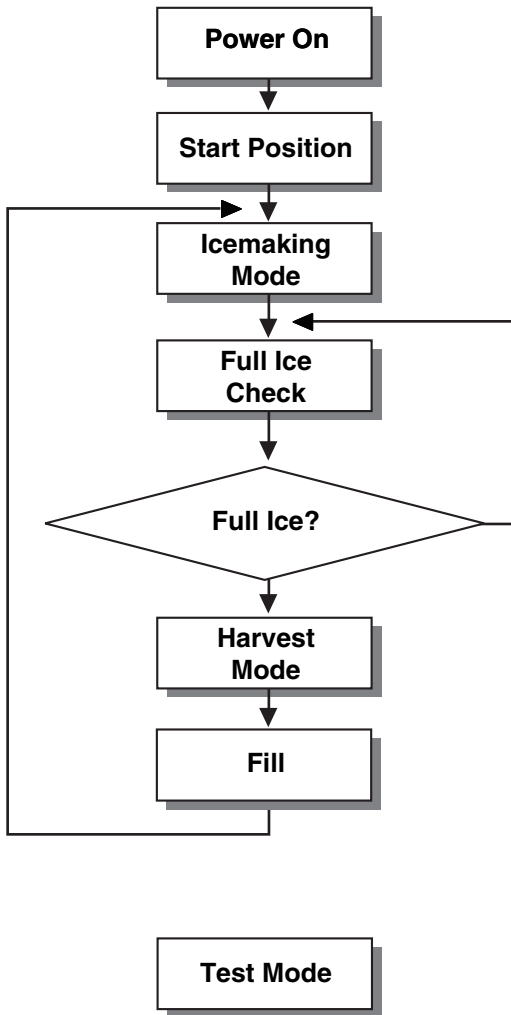 Power On
Start Position
Icemaking
Mode
Full Ice
Check
Full Ice?
Harvest
Mode
Fill
Test Mode